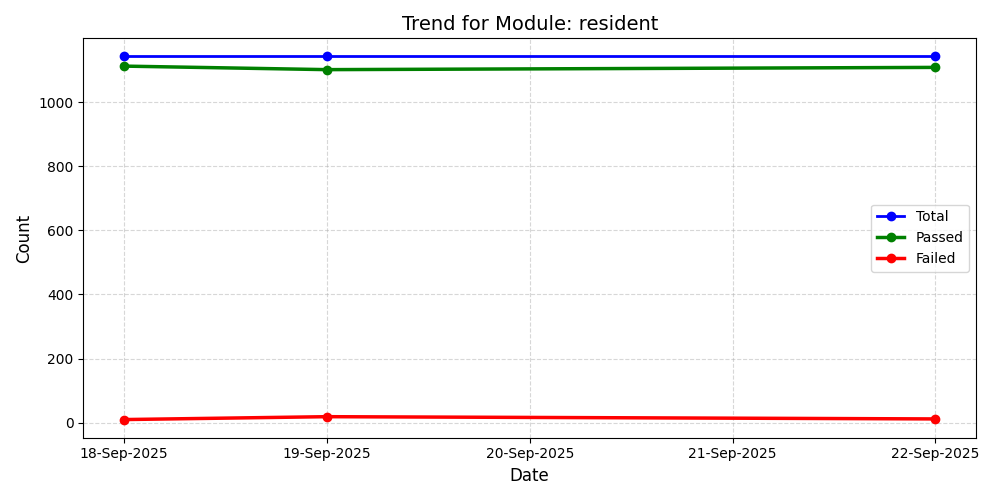 Trend for Module: resident
Count
1000
800
600
400
200
0
Total
Passed
Failed
18-Sep-2025
19-Sep-2025
20-Sep-2025
21-Sep-2025
22-Sep-2025
Date